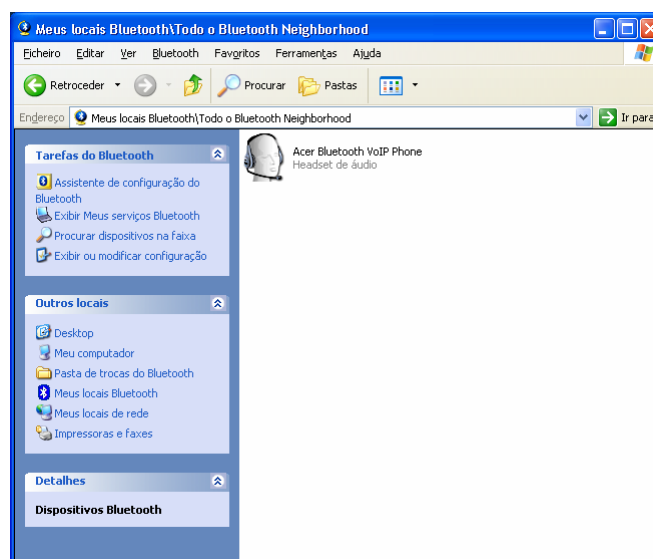 Meus locais Bluetooth\Todo o Bluetooth Neighborhood
Ficheiro Editar Ver Bluetooth Favoritos Ferramentas Ajuda
Retroceder Procurar Pastas
Endereço Meus locais Bluetooth\Todo o Bluetooth Neighborhood Ir para
Tarefas do Bluetooth
Assistente de configuração do
Bluetooth
Exibir Meus serviços Bluetooth
Procurar dispositivos na faixa
Exibir ou modificar configuração
Outros locais
Desktop
Meu computador
Pasta de trocas do Bluetooth
Meus locais Bluetooth
Meus locais de rede
Impressoras e faxes
Detalhes
Dispositivos Bluetooth
Acer Bluetooth VoIP Phone
Headset de áudio